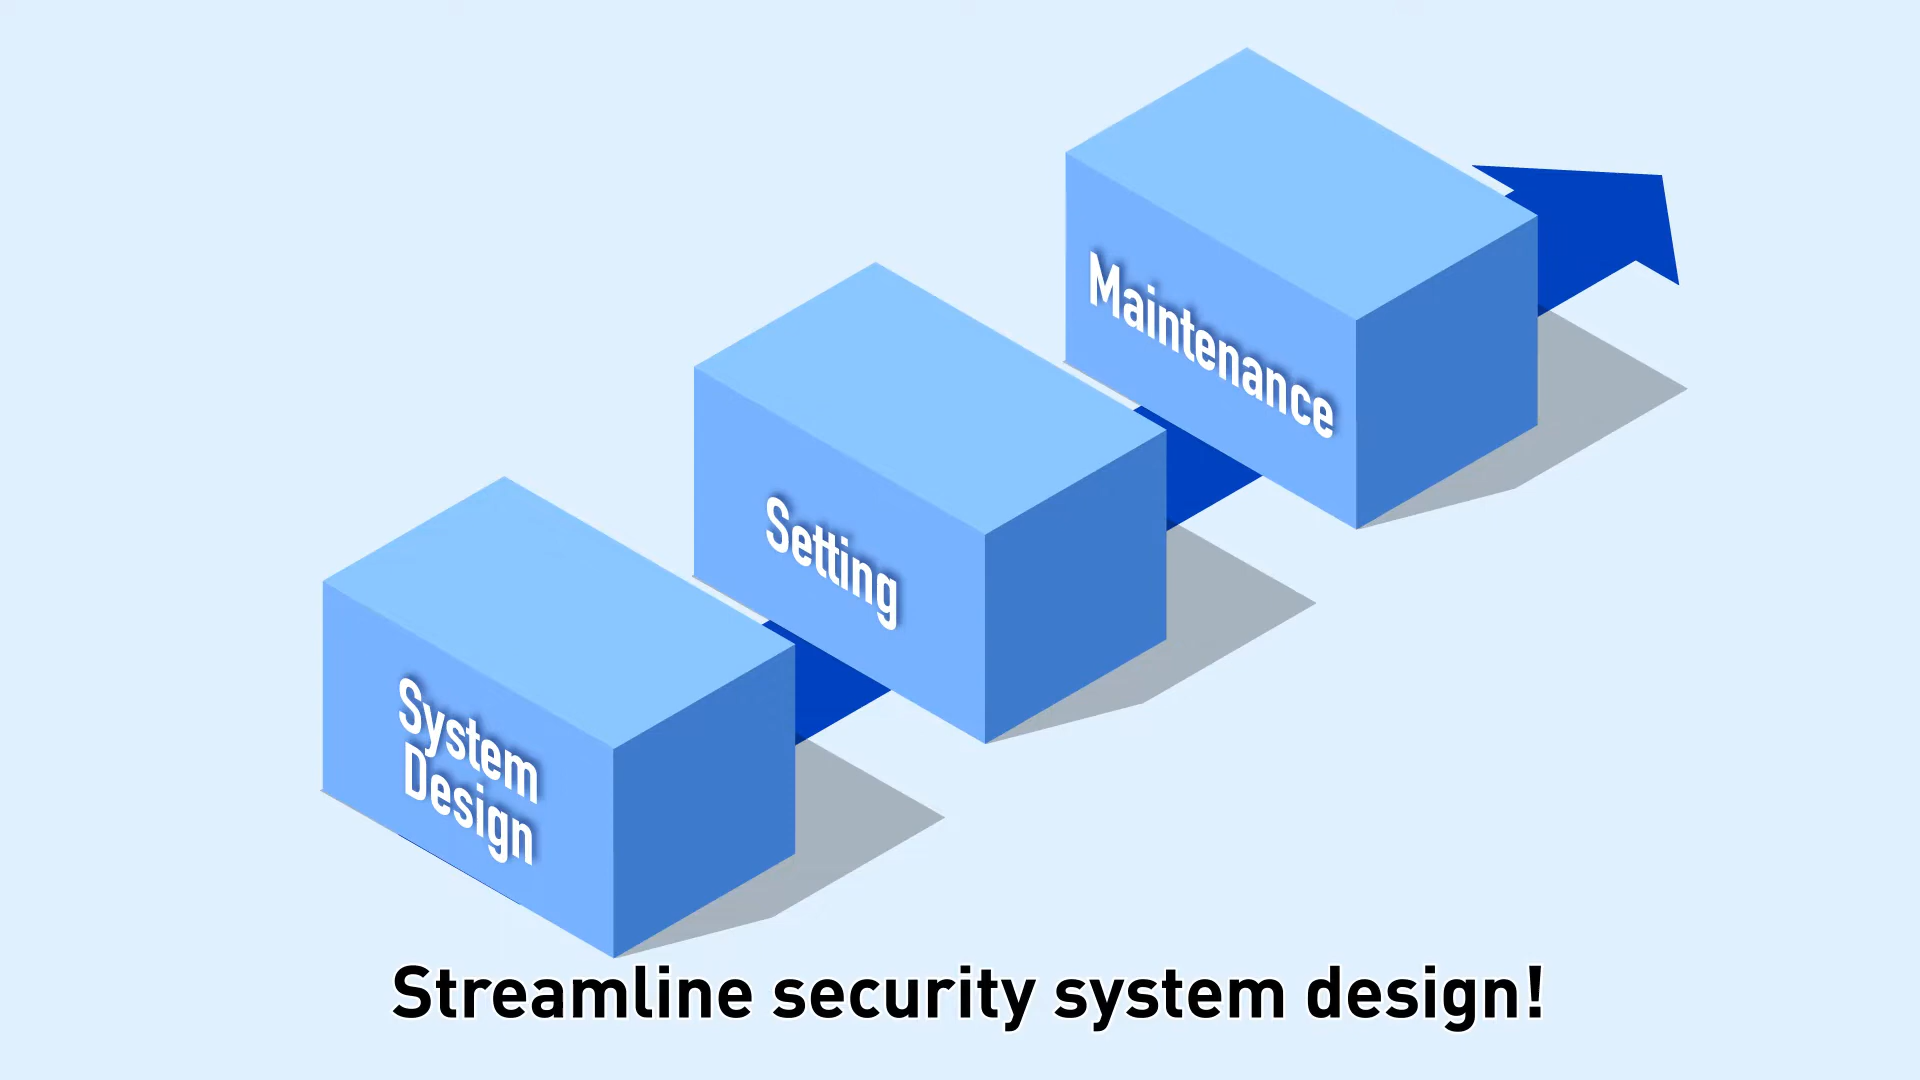 Maintenance
Setting
System
Design
Streamline security system design!